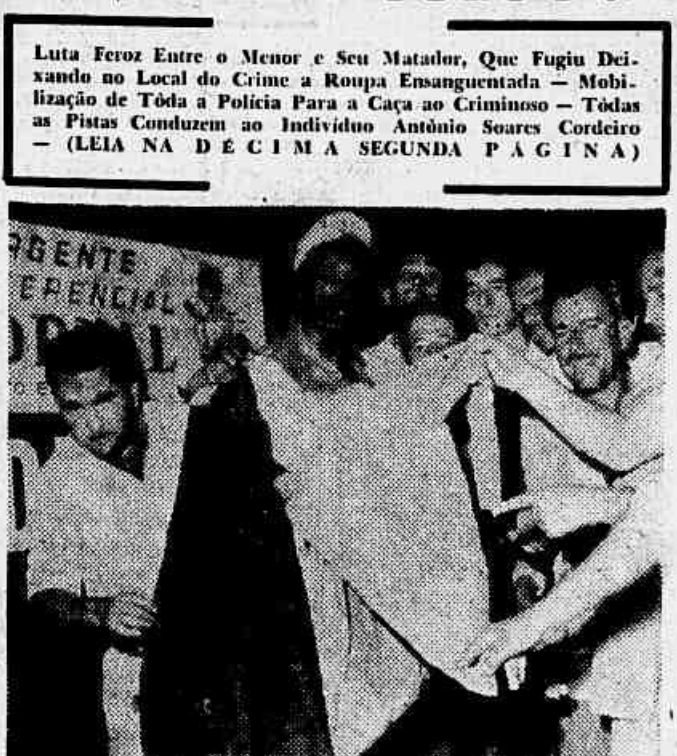 Luta Feroz Entre o Menor e Seu Matador, Que Fugiu Dei-
xando no Local do Crime a Roupa Ensanguentada — Mobi-
lização de Tôda a Polícia Para a Caça ao Criminoso — Tôdas
as Pistas Conduzem ao Indivíduo Antônio Soares Cordeiro
— (LEIA NA DÉCIMA SEGUNDA PÁGINA)
RGENTE
ERENCIAL